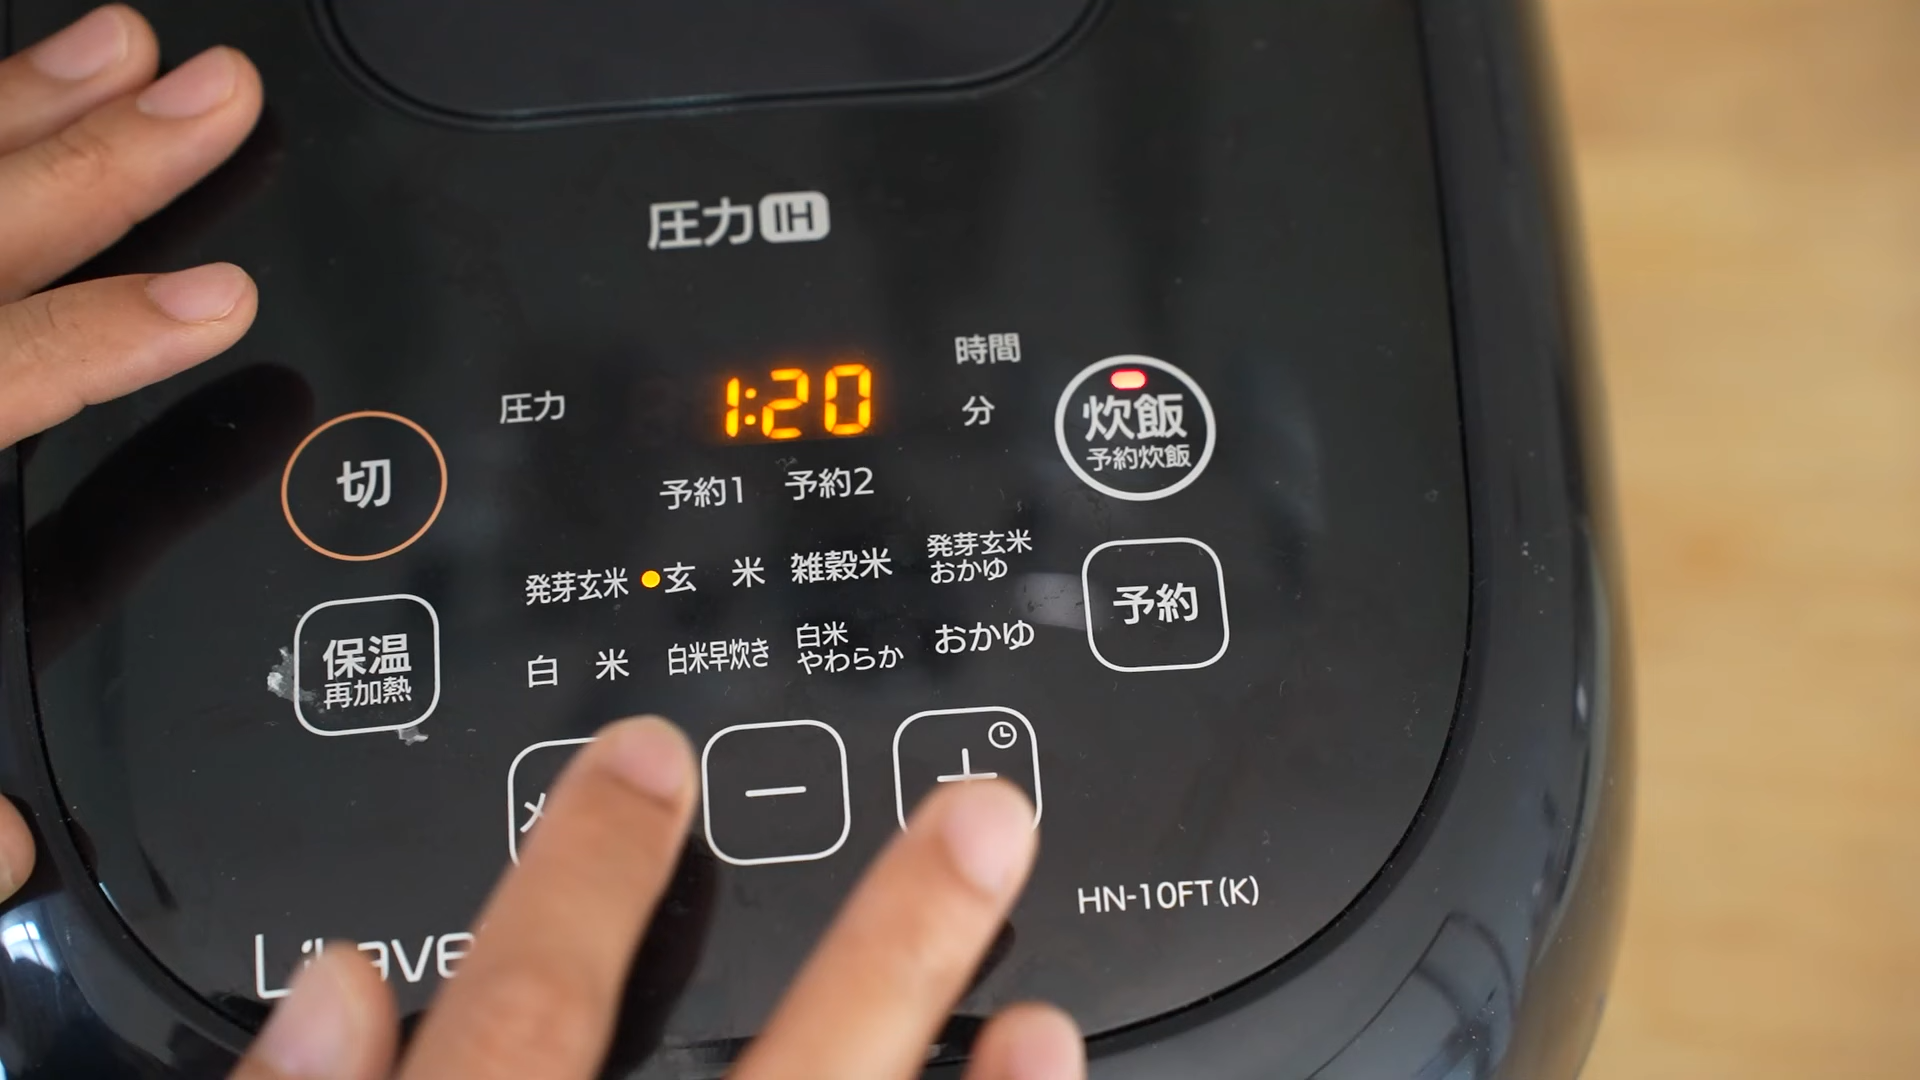 圧力IH
時間
圧力
1:20
分
切
炊飯
予約炊飯
予約1 予約2
発芽玄米 玄米 雑穀米 発芽玄米
おかゆ
予約
保温
再加熱
白米 白米早炊き 白米
やわらか
おかゆ
−
+
HN-10FT(K)